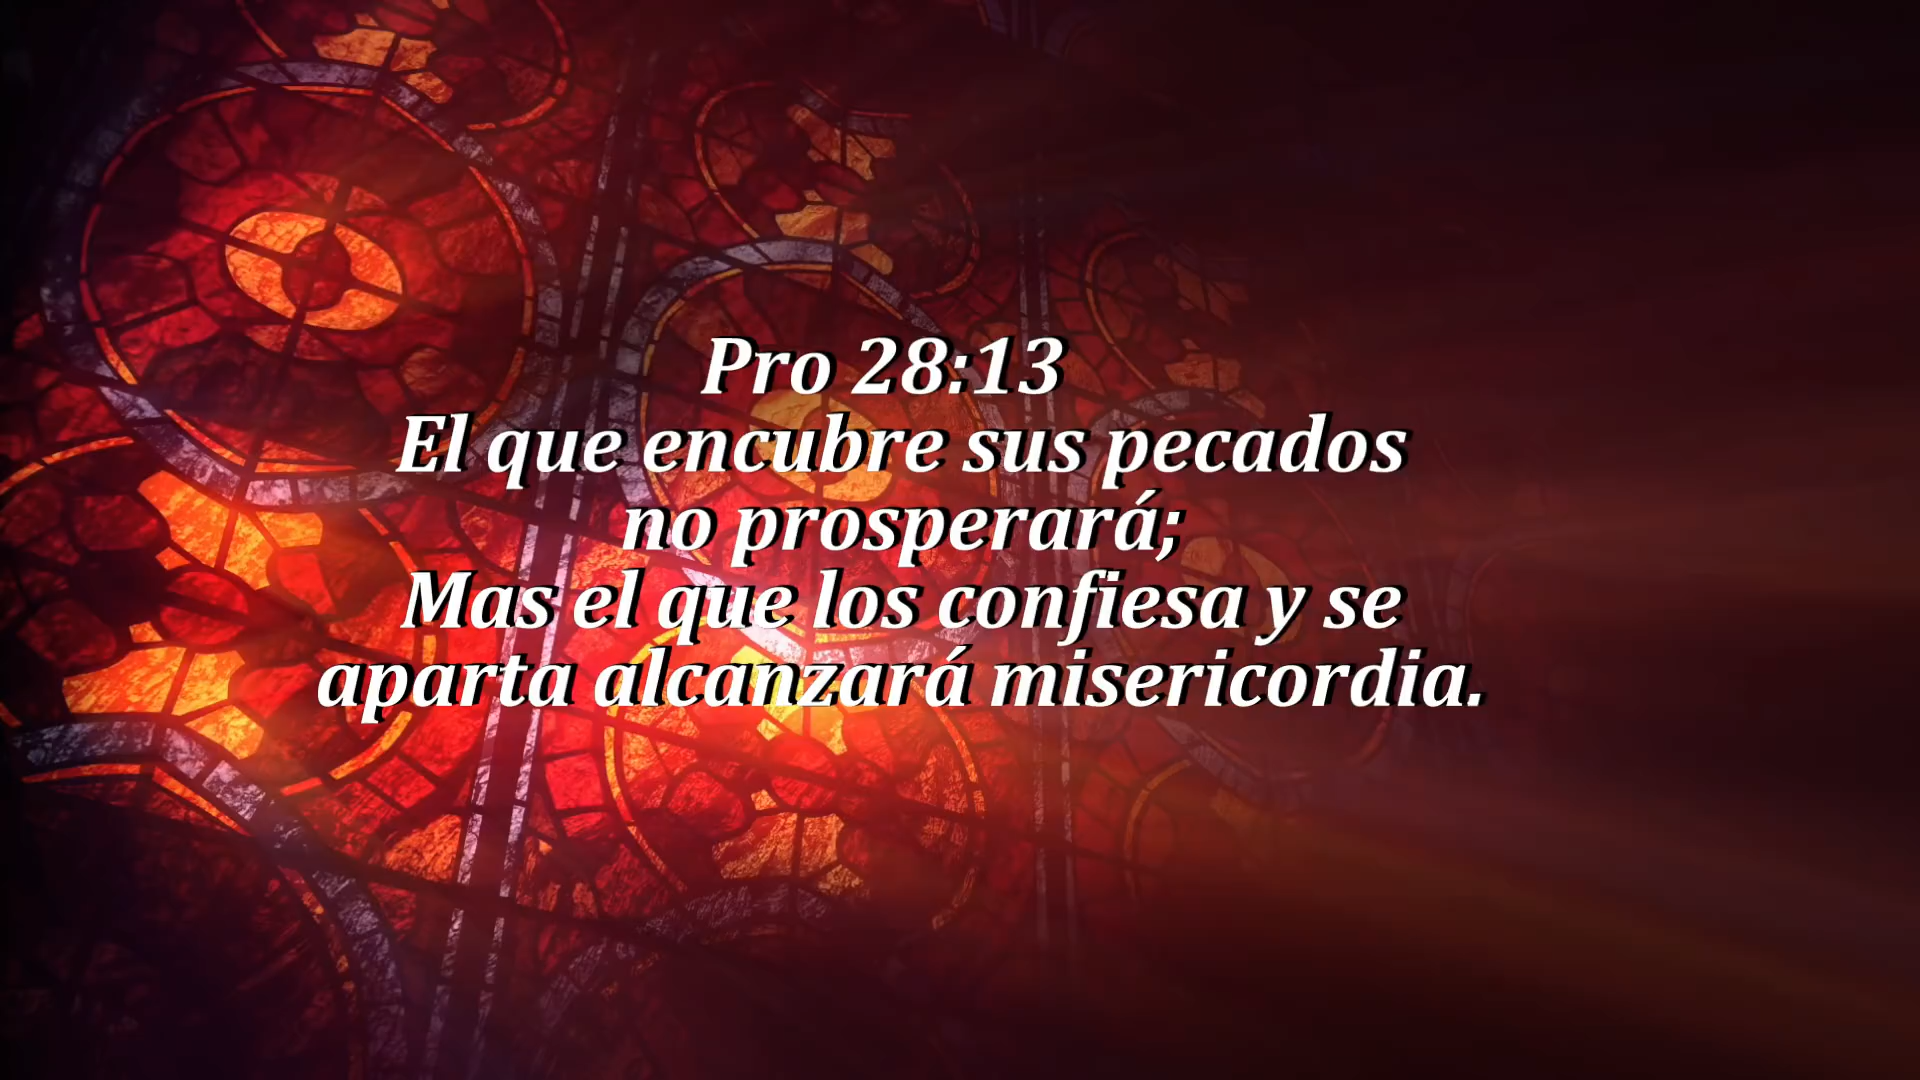 Pro 28:13
El que encubre sus pecados
no prosperará;
Mas el que los confiesa y se
aparta alcanzará misericordia.